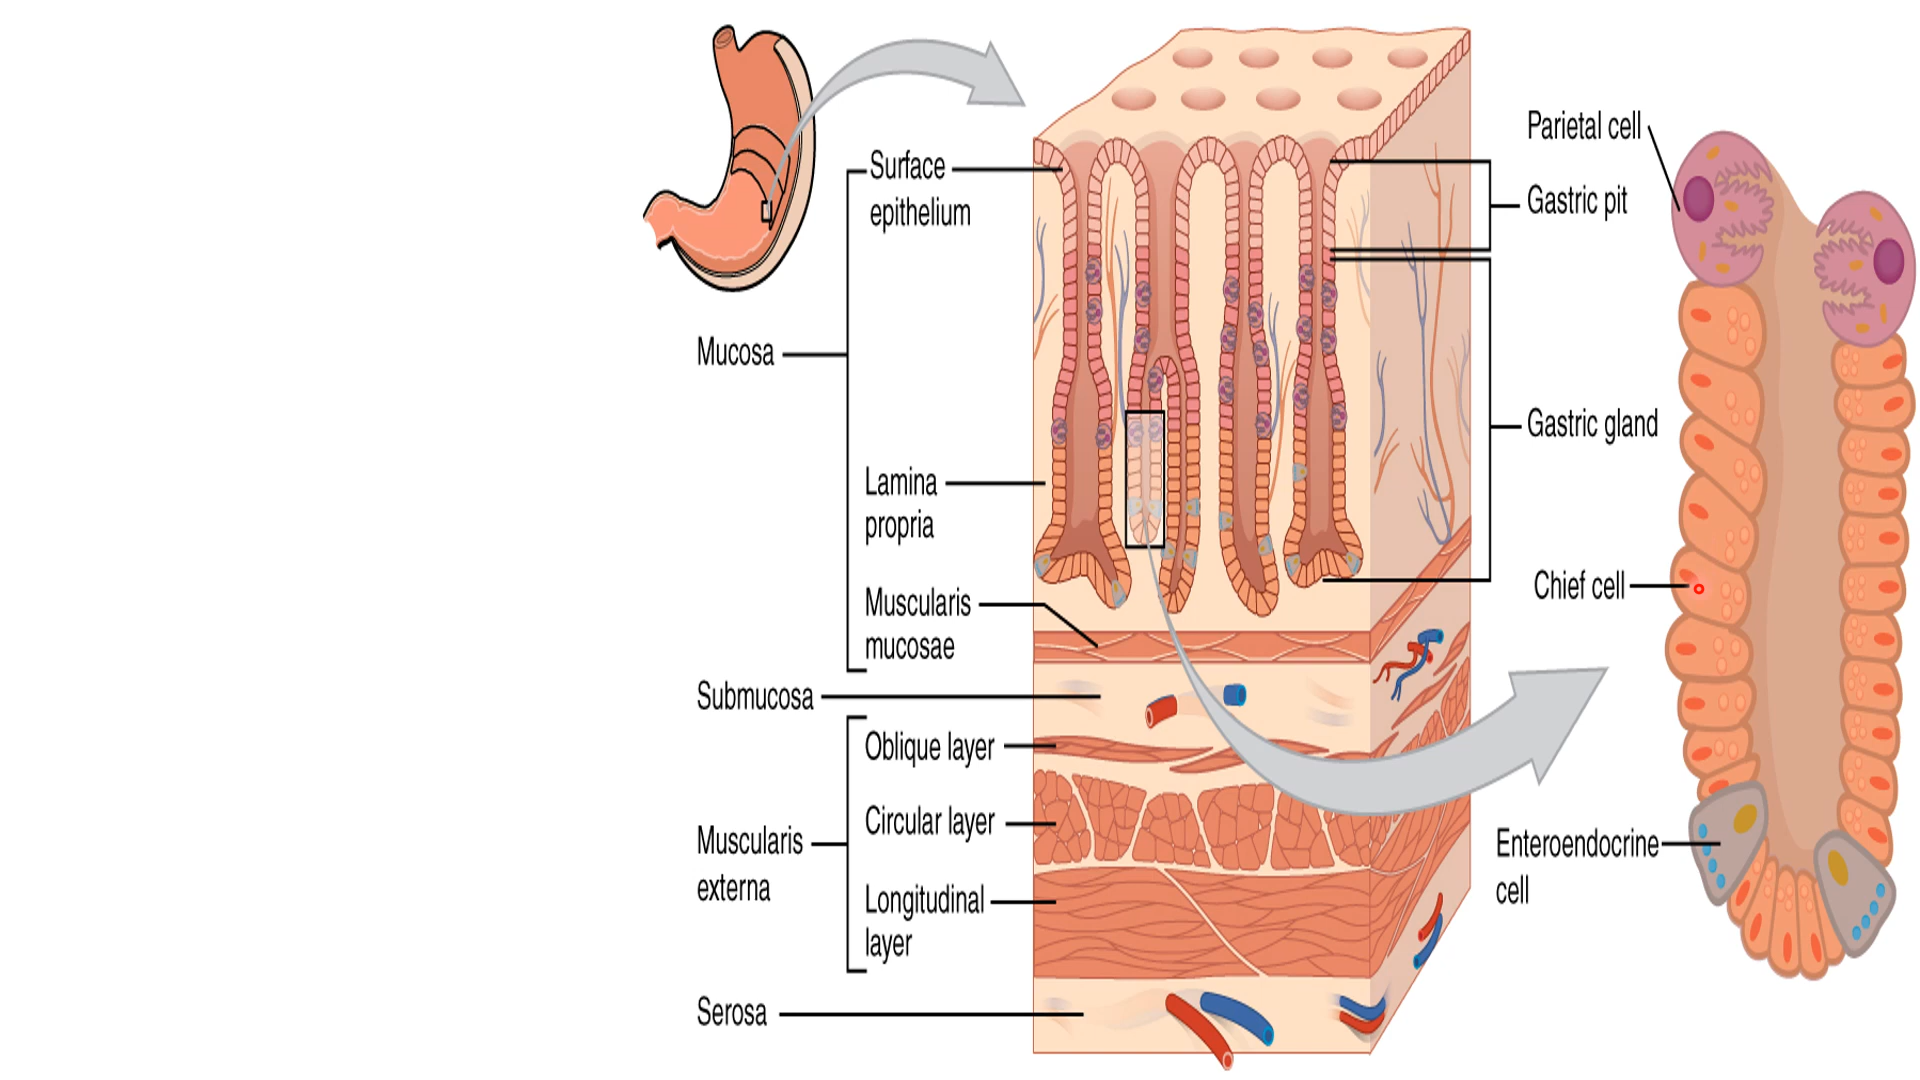 Surface
epithelium
Mucosa
Lamina
propria
Muscularis
mucosae
Submucosa
Oblique layer
Circular layer
Muscularis
externa
Longitudinal
layer
Serosa
Parietal cell
Gastric pit
Gastric gland
Chief cell
Enteroendocrine
cell